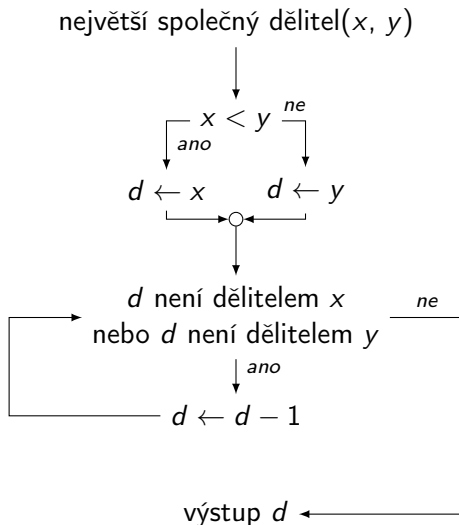 největší společný dělitel(x, y)
x < y
ne
ano
d ← x
d ← y
d není dělitelem x
nebo d není dělitelem y
ne
ano
d ← d − 1
výstup d